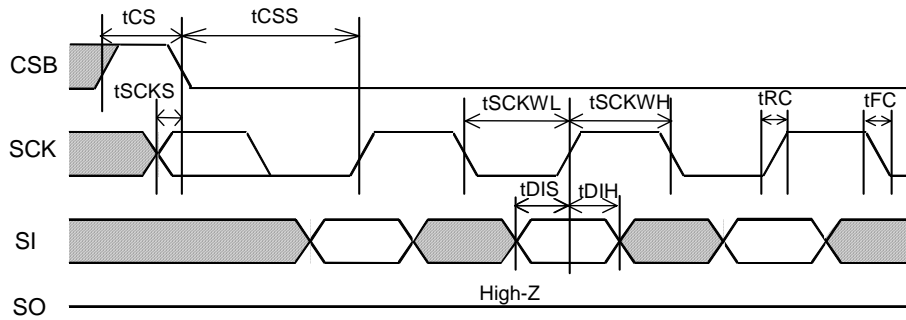 tCS tCSS
CSB
tSCKS tSCKWL tSCKWH tRC tFC
SCK
tDIS tDIH
SI
High-Z
SO